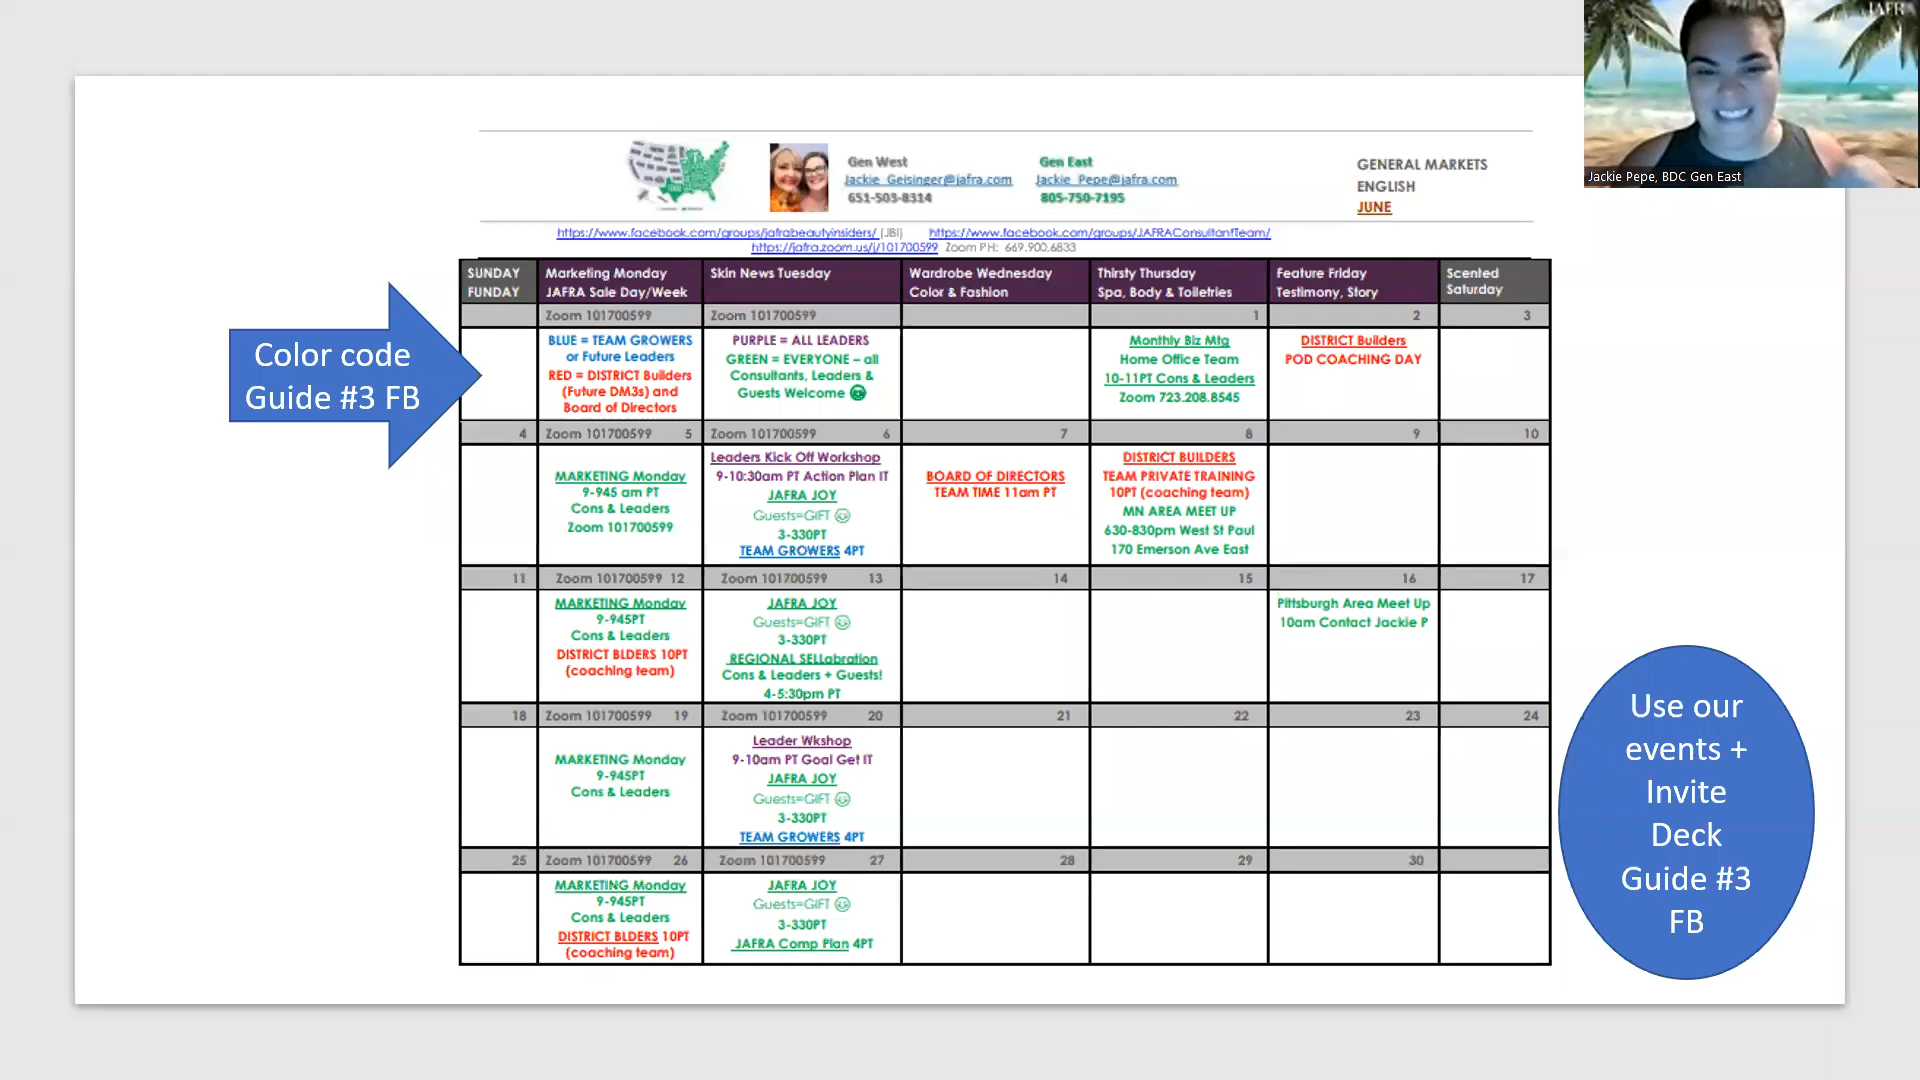 JAFR
Jackie Pepe, BDC Gen East
Gen West
Jackie_Geisinger@jafra.com
651-503-8314
Gen East
Jackie_Pepe@jafra.com
805-750-7195
GENERAL MARKETS
ENGLISH
JUNE
https://www.facebook.com/groups/jafrabeautyinsiders/ (JBI) https://www.facebook.com/groups/JAFRAConsultantTeam/
https://jafra.zoom.us/j/101700599 Zoom PH: 669.900.6833
Color code
Guide #3 FB
SUNDAY
FUNDAY
Marketing Monday
JAFRA Sale Day/Week
Skin News Tuesday
Wardrobe Wednesday
Color & Fashion
Thirsty Thursday
Spa, Body & Toiletries
Feature Friday
Testimony, Story
Scented
Saturday
Zoom 101700599
Zoom 101700599
1
2
3
BLUE = TEAM GROWERS
or Future Leaders
RED = DISTRICT Builders
(Future DM3s) and
Board of Directors
PURPLE = ALL LEADERS
GREEN = EVERYONE – all
Consultants, Leaders &
Guests Welcome
Monthly Biz Mtg
Home Office Team
10-11PT Cons & Leaders
Zoom 723.208.8545
DISTRICT Builders
POD COACHING DAY
4
Zoom 101700599 5
Zoom 101700599 6
7
8
9
10
MARKETING Monday
9-945 am PT
Cons & Leaders
Zoom 101700599
Leaders Kick Off Workshop
9-10:30am PT Action Plan IT
JAFRA JOY
Guests=GIFT
3-330PT
TEAM GROWERS 4PT
BOARD OF DIRECTORS
TEAM TIME 11am PT
DISTRICT BUILDERS
TEAM PRIVATE TRAINING
10PT (coaching team)
MN AREA MEET UP
630-830pm West St Paul
170 Emerson Ave East
11
Zoom 101700599 12
Zoom 101700599 13
14
15
16
17
MARKETING Monday
9-945PT
Cons & Leaders
DISTRICT BLDERS 10PT
(coaching team)
JAFRA JOY
Guests=GIFT
3-330PT
REGIONAL SELLabration
Cons & Leaders + Guests!
4-5:30pm PT
Pittsburgh Area Meet Up
10am Contact Jackie P
18
Zoom 101700599 19
Zoom 101700599 20
21
22
23
24
MARKETING Monday
9-945PT
Cons & Leaders
Leader Wkshop
9-10am PT Goal Get IT
JAFRA JOY
Guests=GIFT
3-330PT
TEAM GROWERS 4PT
25
Zoom 101700599 26
Zoom 101700599 27
28
29
30
MARKETING Monday
9-945PT
Cons & Leaders
DISTRICT BLDERS 10PT
(coaching team)
JAFRA JOY
Guests=GIFT
3-330PT
JAFRA Comp Plan 4PT
Use our
events +
Invite
Deck
Guide #3
FB